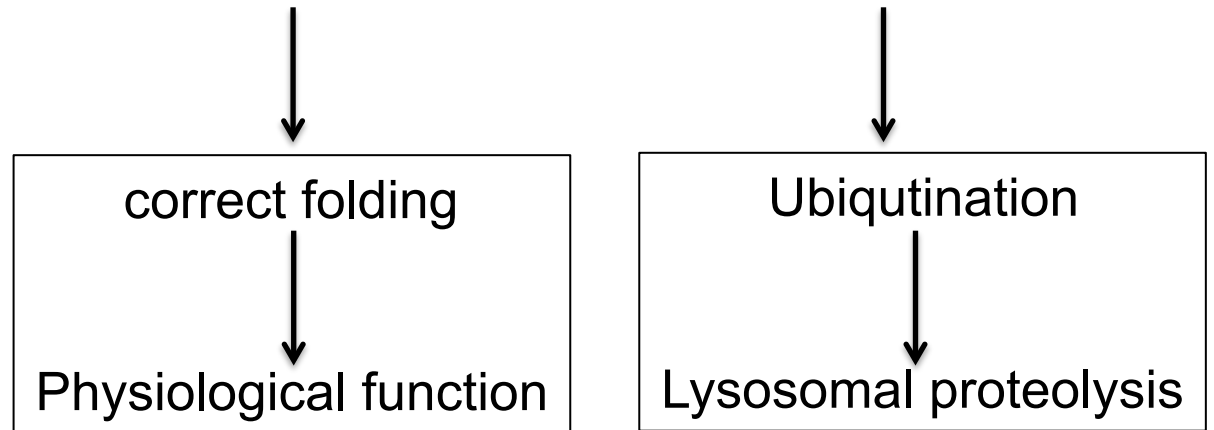 correct folding
Physiological function
Ubiqutination
Lysosomal proteolysis